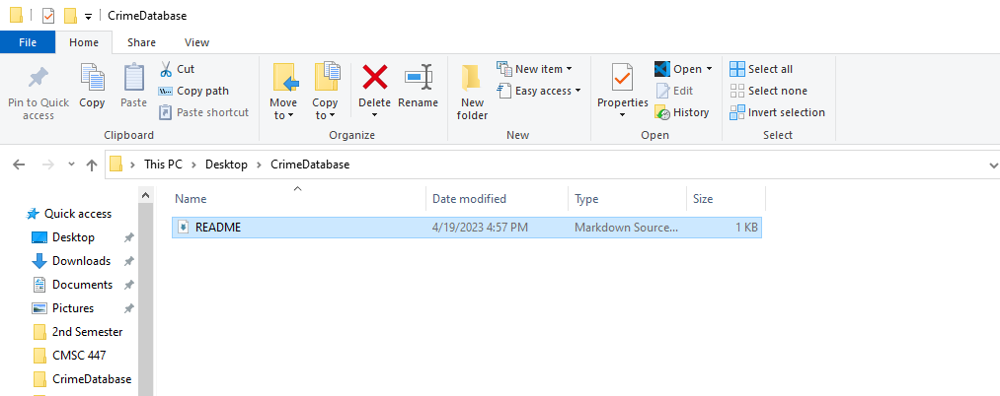 CrimeDatabase
File Home Share View
Pin to Quick access
Copy
Paste
Cut
Copy path
Paste shortcut
Clipboard
Move to
Copy to
Delete
Rename
Organize
New folder
New item
Easy access
New
Properties
Open
Edit
History
Open
Select all
Select none
Invert selection
Select
This PC Desktop CrimeDatabase
Name Date modified Type Size
README 4/19/2023 4:57 PM Markdown Source... 1 KB
Quick access
Desktop
Downloads
Documents
Pictures
2nd Semester
CMSC 447
CrimeDatabase